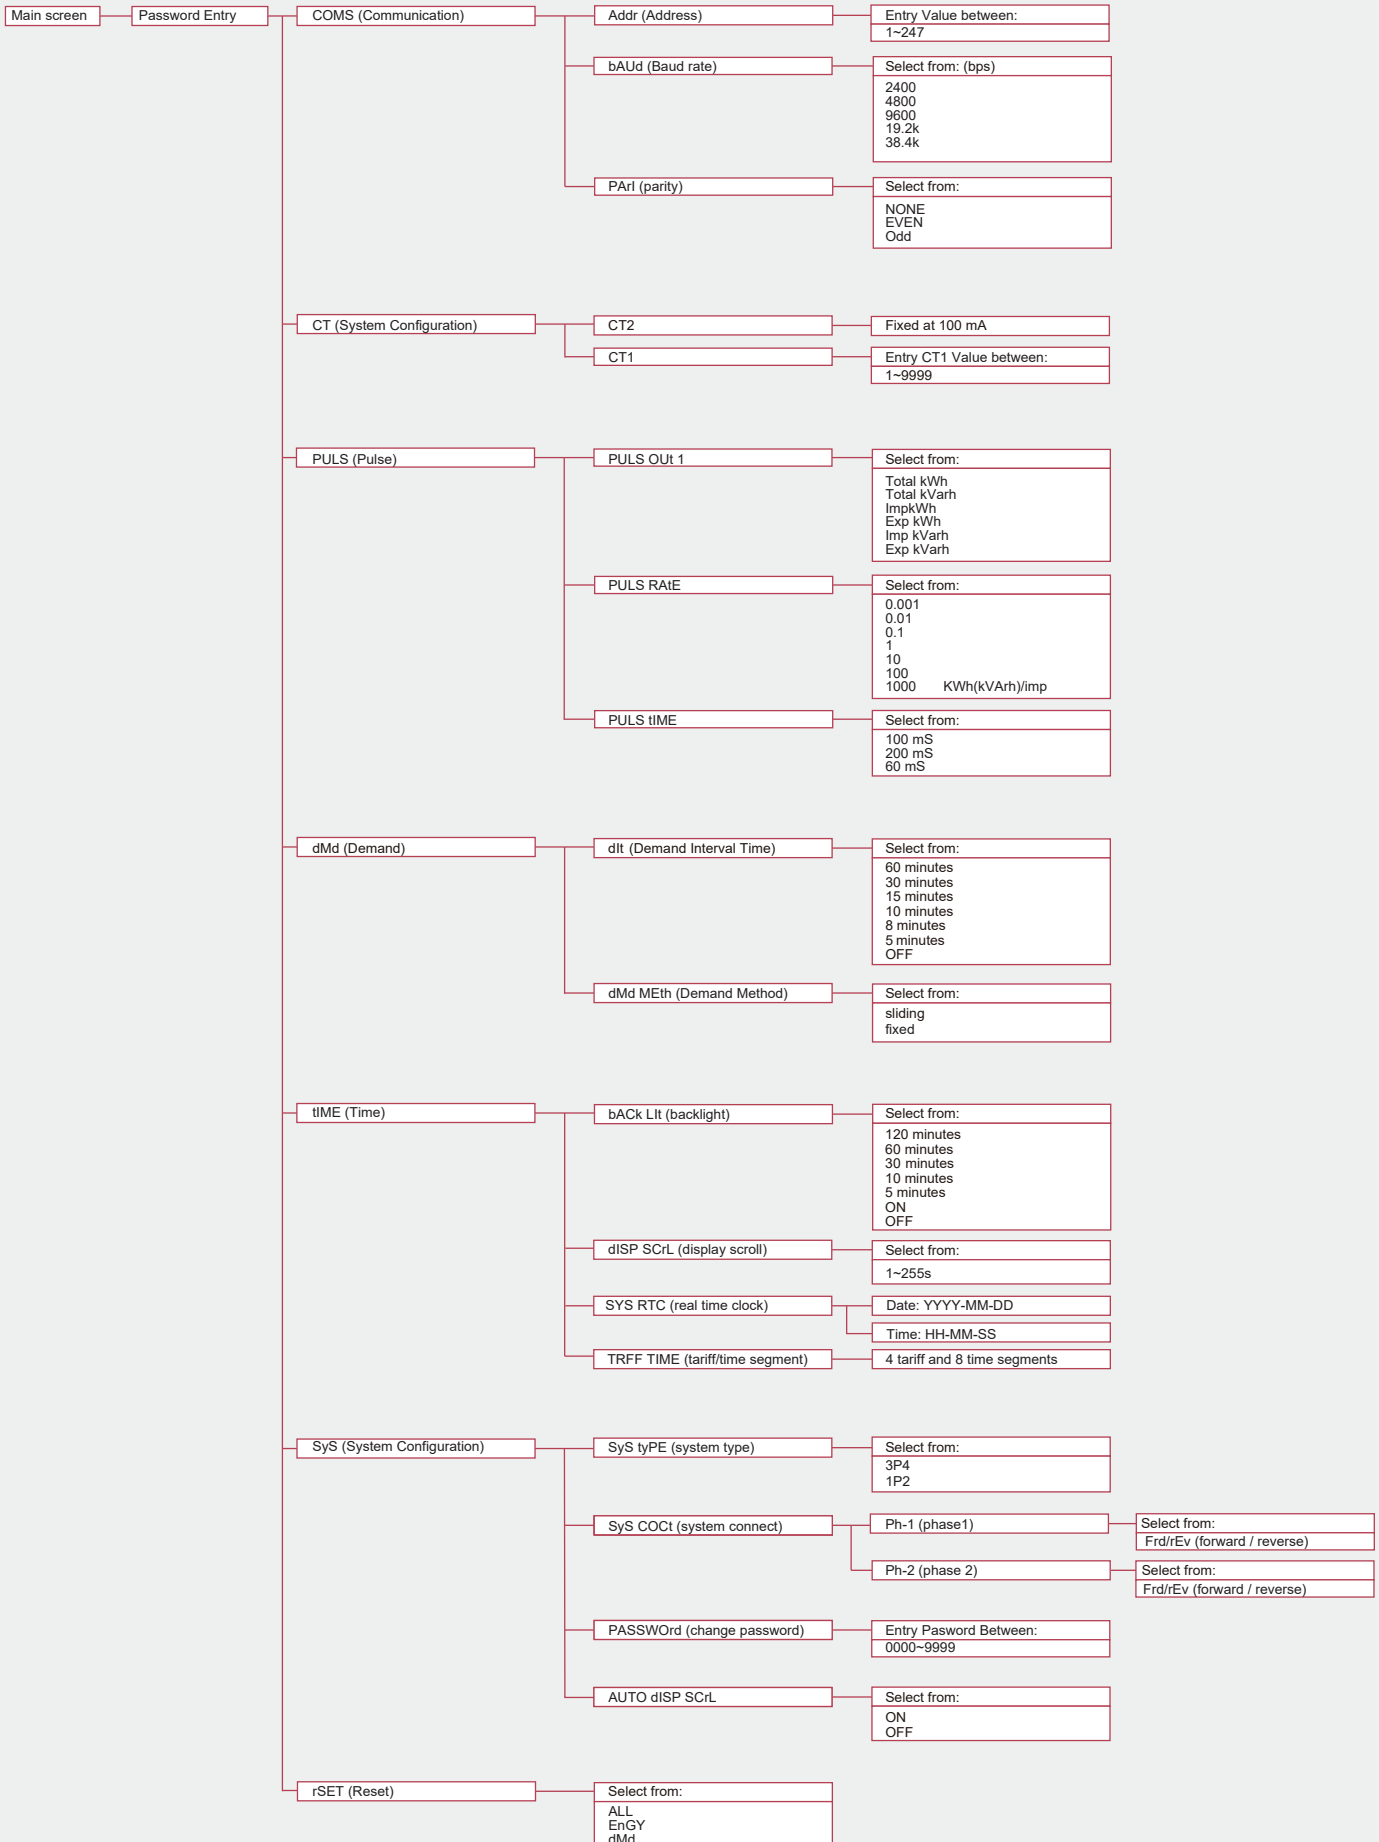 Main screen
Password Entry
COMS (Communication)
Addr (Address)
Entry Value between:
1~247
bAUd (Baud rate)
Select from: (bps)
2400
4800
9600
19.2k
38.4k
PArI (parity)
Select from:
NONE
EVEN
Odd
CT (System Configuration)
CT2
Fixed at 100 mA
CT1
Entry CT1 Value between:
1~9999
PULS (Pulse)
PULS OUt 1
Select from:
Total kWh
Total kVarh
ImpkWh
Exp kWh
Imp kVarh
Exp kVarh
PULS RAtE
Select from:
0.001
0.01
0.1
1
10
100
1000 KWh(kVArh)/imp
PULS tIME
Select from:
100 mS
200 mS
60 mS
dMd (Demand)
dIt (Demand Interval Time)
Select from:
60 minutes
30 minutes
15 minutes
10 minutes
8 minutes
5 minutes
OFF
dMd MEth (Demand Method)
Select from:
sliding
fixed
tIME (Time)
bACk LIt (backlight)
Select from:
120 minutes
60 minutes
30 minutes
10 minutes
5 minutes
ON
OFF
dISP SCrL (display scroll)
Select from:
1~255s
SYS RTC (real time clock)
Date: YYYY-MM-DD
Time: HH-MM-SS
TRFF TIME (tariff/time segment)
4 tariff and 8 time segments
SyS (System Configuration)
SyS tyPE (system type)
Select from:
3P4
1P2
SyS COCt (system connect)
Ph-1 (phase1)
Select from:
Frd/rEv (forward / reverse)
Ph-2 (phase 2)
Select from:
Frd/rEv (forward / reverse)
PASSWOrd (change password)
Entry Pasword Between:
0000~9999
AUTO dISP SCrL
Select from:
ON
OFF
rSET (Reset)
Select from:
ALL
EnGY
dMd